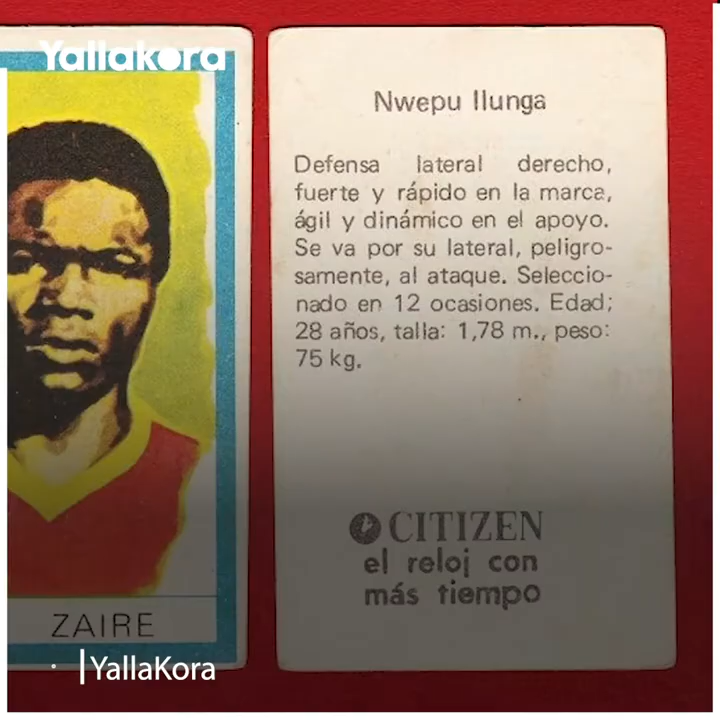 Yallakora
Nwepu Ilunga
Defensa lateral derecho,
fuerte y rápido en la marca,
ágil y dinámico en el apoyo.
Se va por su lateral, peligro-
samente, al ataque. Seleccio-
nado en 12 ocasiones. Edad;
28 años, talla: 1,78 m., peso:
75 kg.
CITIZEN
el reloj con
más tiempo
ZAIRE
YallaKora